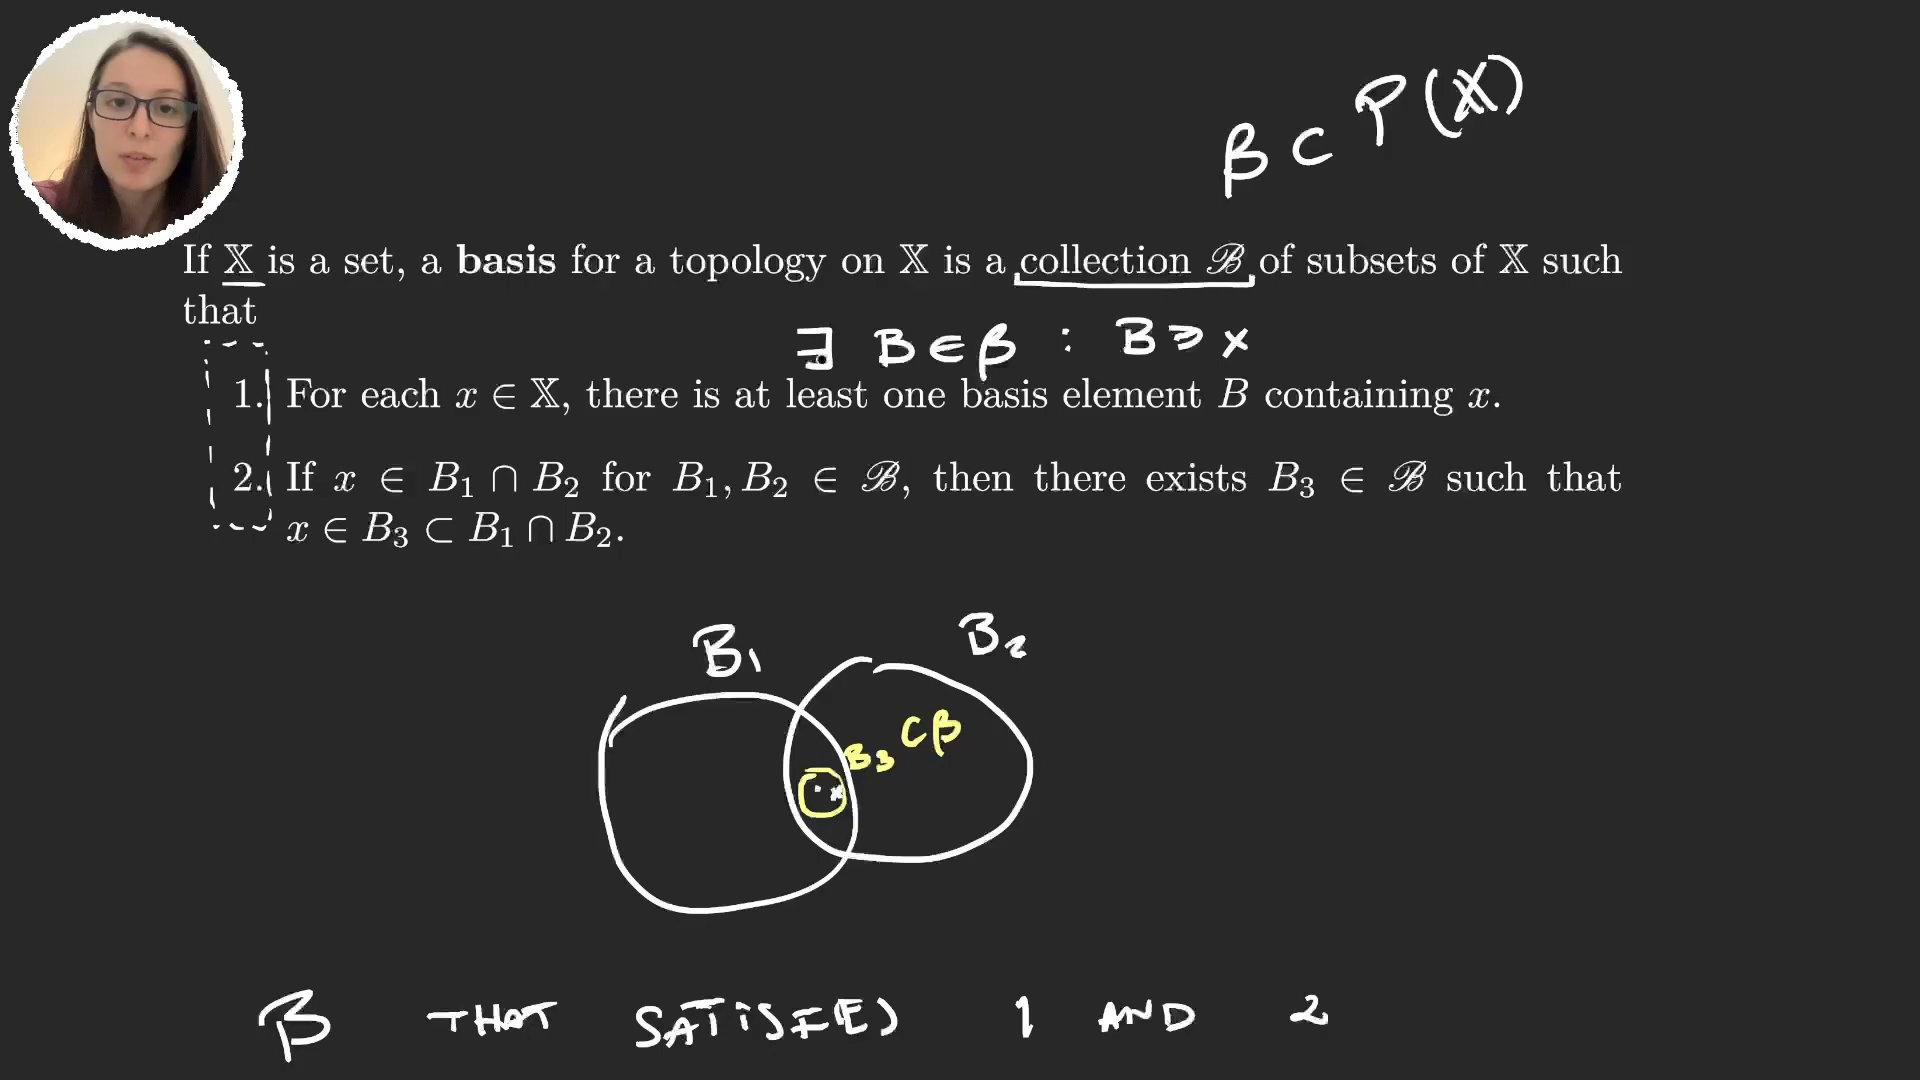 β ⊂ P(𝕏)
If 𝕏 is a set, a basis for a topology on 𝕏 is a collection ℬ of subsets of 𝕏 such
that
∃ B ∈ β : B ∋ x
1. For each x ∈ 𝕏, there is at least one basis element B containing x.
2. If x ∈ B₁ ∩ B₂ for B₁, B₂ ∈ ℬ, then there exists B₃ ∈ ℬ such that
x ∈ B₃ ⊂ B₁ ∩ B₂.
B₁
B₂
B₃ ⊂ β
x
β THAT SATISFIES 1 AND 2